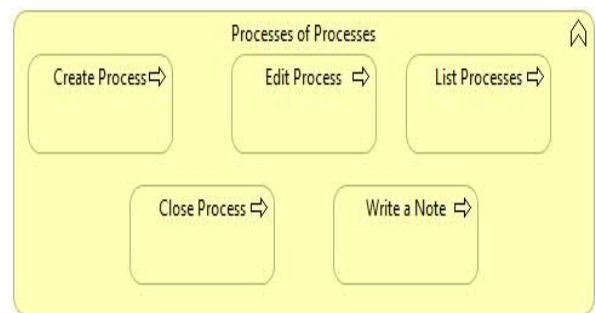 Processes of Processes
Create Process
Edit Process
List Processes
Close Process
Write a Note